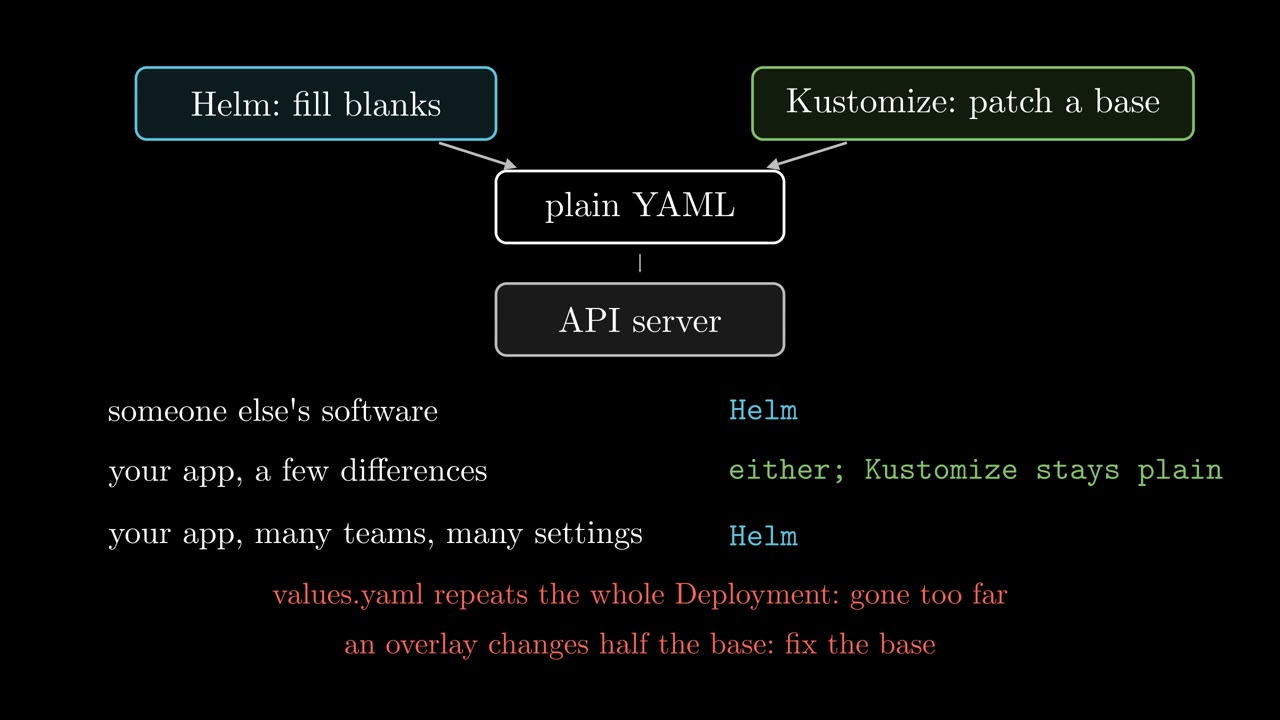 Helm: fill blanks
Kustomize: patch a base
plain YAML
API server
someone else's software
Helm
your app, a few differences
either; Kustomize stays plain
your app, many teams, many settings
Helm
values.yaml repeats the whole Deployment: gone too far
an overlay changes half the base: fix the base